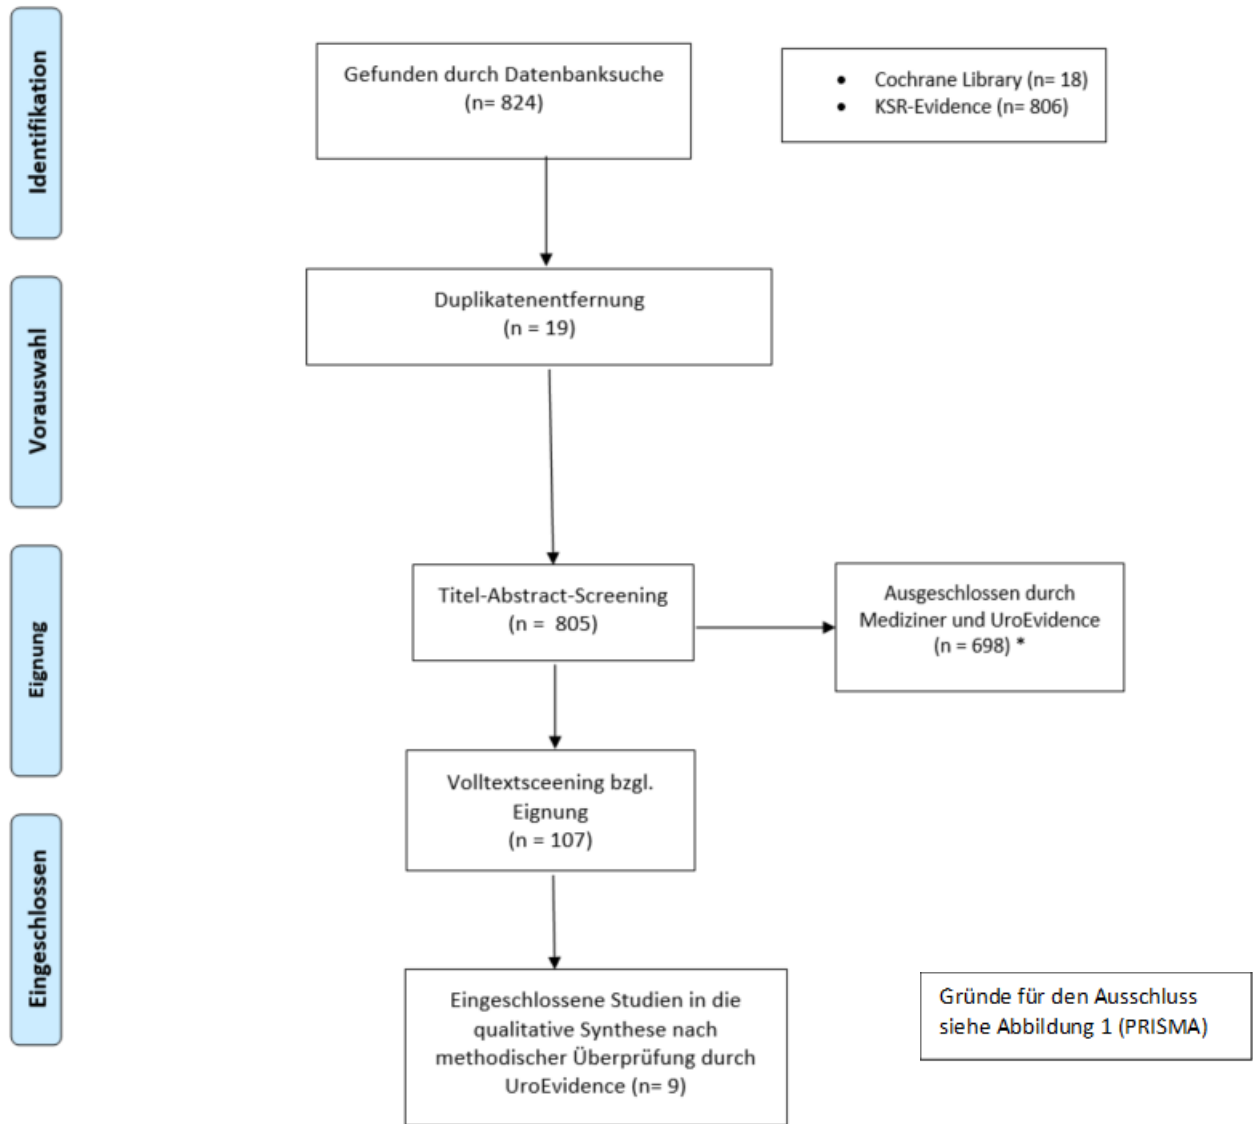 Identifikation
Gefunden durch Datenbanksuche
(n= 824)
• Cochrane Library (n= 18)
• KSR-Evidence (n= 806)
Vorauswahl
Duplikatenentfernung
(n = 19)
Eignung
Titel-Abstract-Screening
(n = 805)
Ausgeschlossen durch
Mediziner und UroEvidence
(n = 698) *
Volltextsceening bzgl.
Eignung
(n = 107)
Eingeschlossen
Eingeschlossene Studien in die
qualitative Synthese nach
methodischer Überprüfung durch
UroEvidence (n= 9)
Gründe für den Ausschluss
siehe Abbildung 1 (PRISMA)